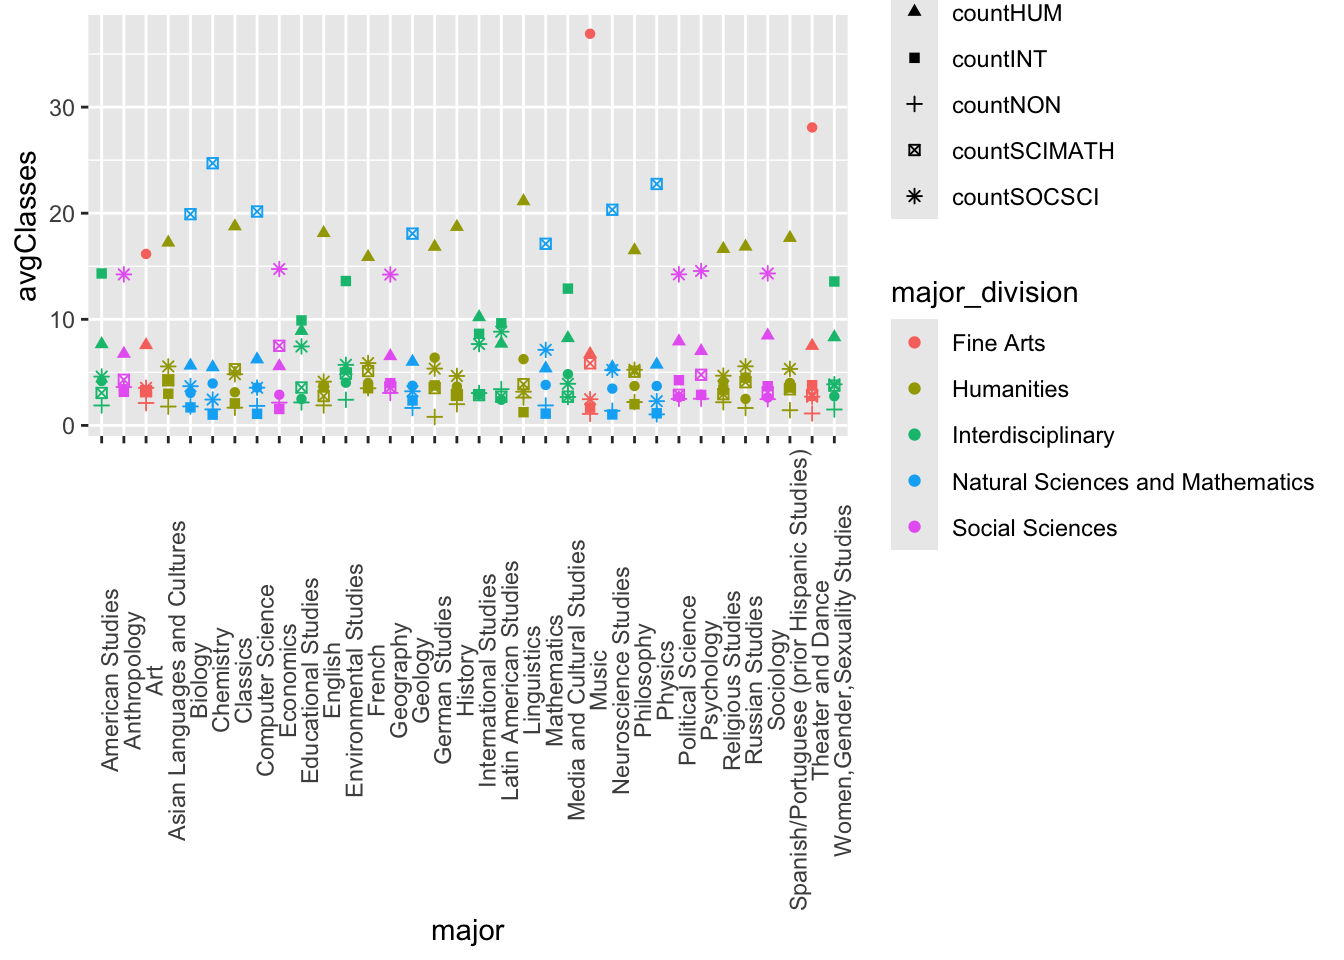 avgClasses
30
20
10
0
American Studies
Anthropology
Art
Asian Languages and Cultures
Biology
Chemistry
Classics
Computer Science
Economics
Educational Studies
English
Environmental Studies
French
Geography
Geology
German Studies
History
International Studies
Latin American Studies
Linguistics
Mathematics
Media and Cultural Studies
Music
Neuroscience Studies
Philosophy
Physics
Political Science
Psychology
Religious Studies
Russian Studies
Sociology
Spanish/Portuguese (prior Hispanic Studies)
Theater and Dance
Women,Gender,Sexuality Studies
major
countHUM
countINT
countNON
countSCIMATH
countSOCSCI
major_division
Fine Arts
Humanities
Interdisciplinary
Natural Sciences and Mathematics
Social Sciences